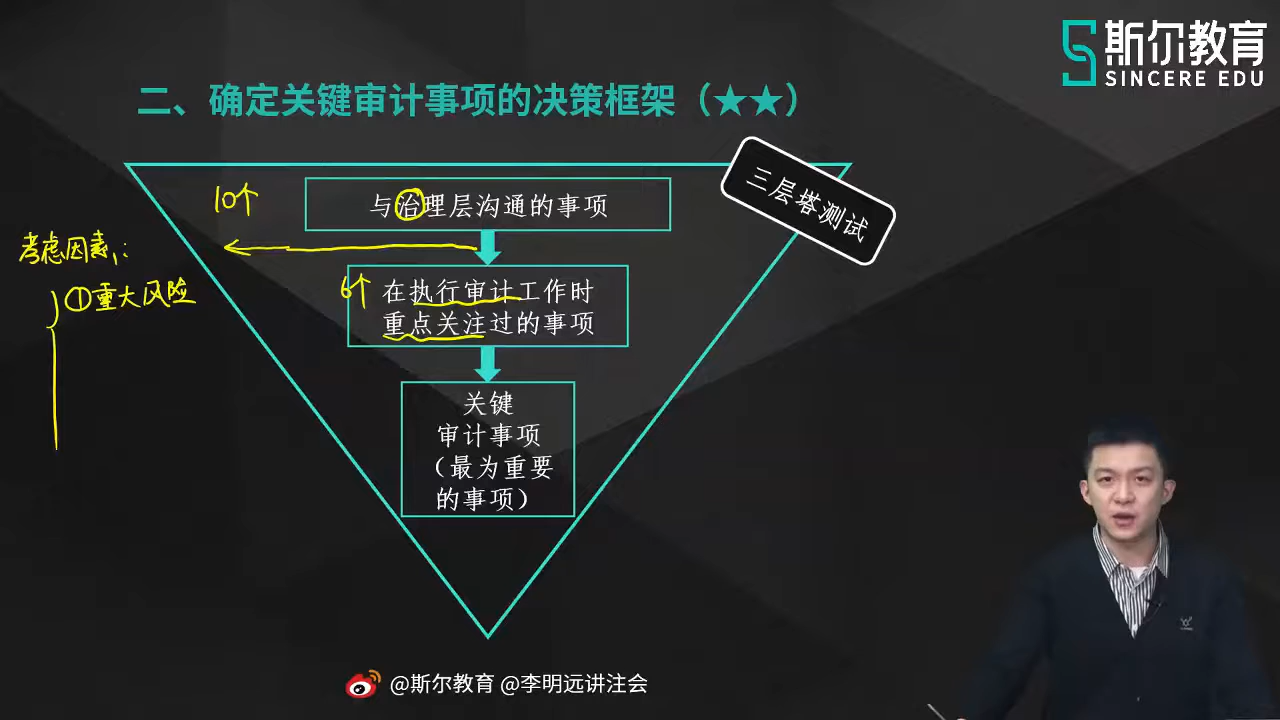 斯尔教育
SINCERE EDU
二、确定关键审计事项的决策框架（★★）
三层塔测试
10个
与治理层沟通的事项
考虑因素:
6个
在执行审计工作时
重点关注过的事项
①重大风险
关键
审计事项
（最为重要
的事项）
@斯尔教育 @李明远讲注会